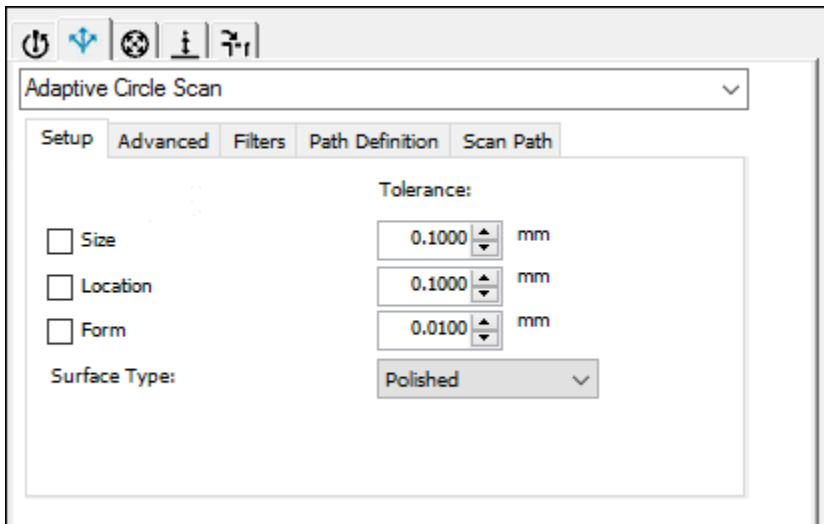 Adaptive Circle Scan
Setup Advanced Filters Path Definition Scan Path
Tolerance:
Size 0.1000 mm
Location 0.1000 mm
Form 0.0100 mm
Surface Type: Polished